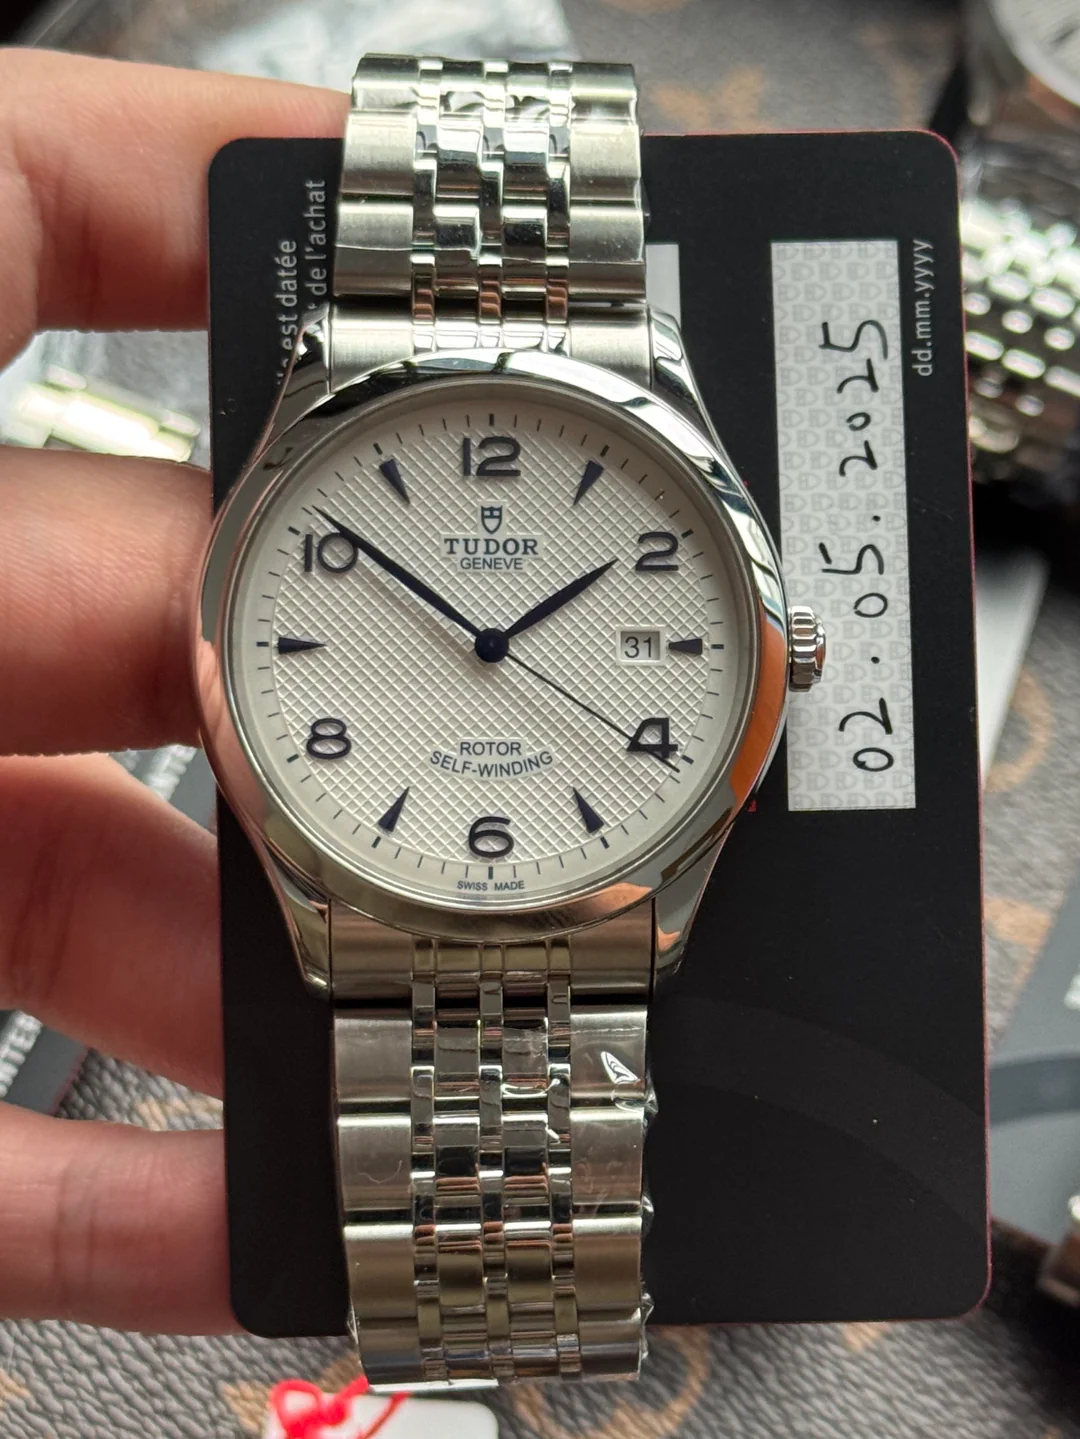 12
2
4
6
8
10
TUDOR
GENEVE
31
ROTOR
SELF-WINDING
SWISS MADE
est datée
de l'achat
02.05.2025
dd.mm.yyyy